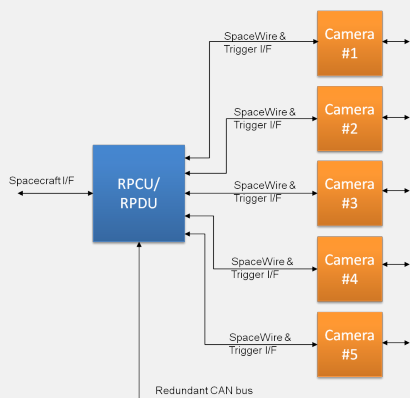 SpaceWire &
Trigger I/F
Camera
#1
SpaceWire &
Trigger I/F
Camera
#2
Spacecraft I/F
RPCU/
RPDU
SpaceWire &
Trigger I/F
Camera
#3
SpaceWire &
Trigger I/F
Camera
#4
SpaceWire &
Trigger I/F
Camera
#5
Redundant CAN bus